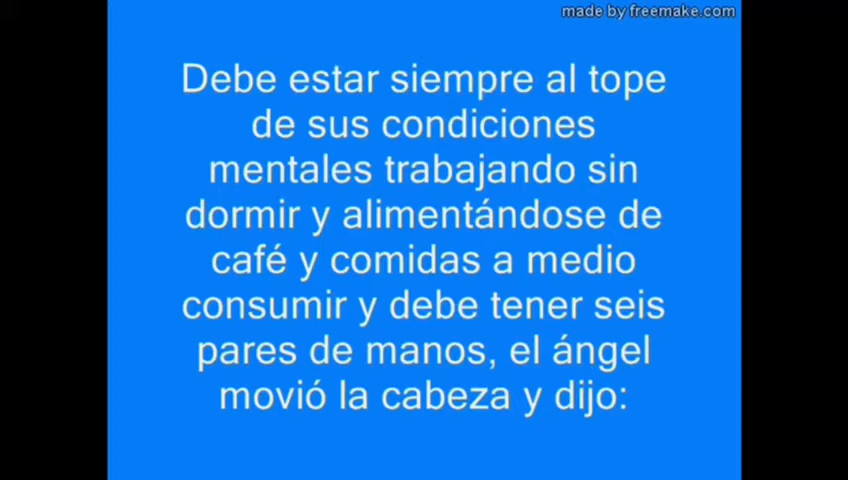 made by freemake.com
Debe estar siempre al tope
de sus condiciones
mentales trabajando sin
dormir y alimentándose de
café y comidas a medio
consumir y debe tener seis
pares de manos, el ángel
movió la cabeza y dijo: